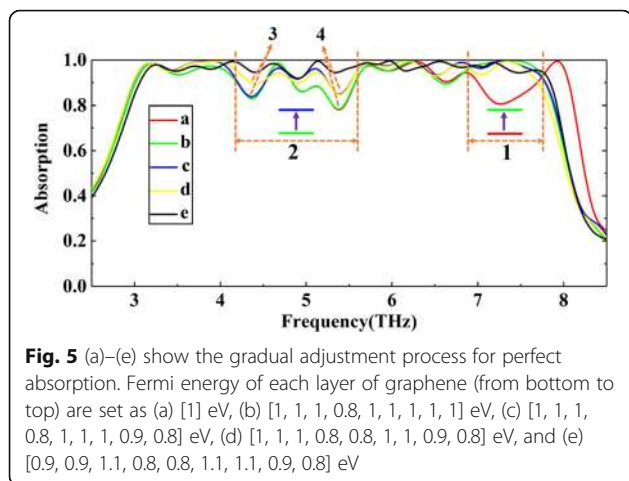 3
4
1.0
0.8
0.6
0.4
0.2
0.0
Absorption
a
b
c
d
e
2
1
3
4
5
6
7
8
Frequency(THz)
Fig. 5 (a)–(e) show the gradual adjustment process for perfect
absorption. Fermi energy of each layer of graphene (from bottom to
top) are set as (a) [1] eV, (b) [1, 1, 1, 0.8, 1, 1, 1, 1, 1] eV, (c) [1, 1, 1,
0.8, 1, 1, 1, 0.9, 0.8] eV, (d) [1, 1, 1, 0.8, 0.8, 1, 1, 0.9, 0.8] eV, and (e)
[0.9, 0.9, 1.1, 0.8, 0.8, 1.1, 1.1, 0.9, 0.8] eV